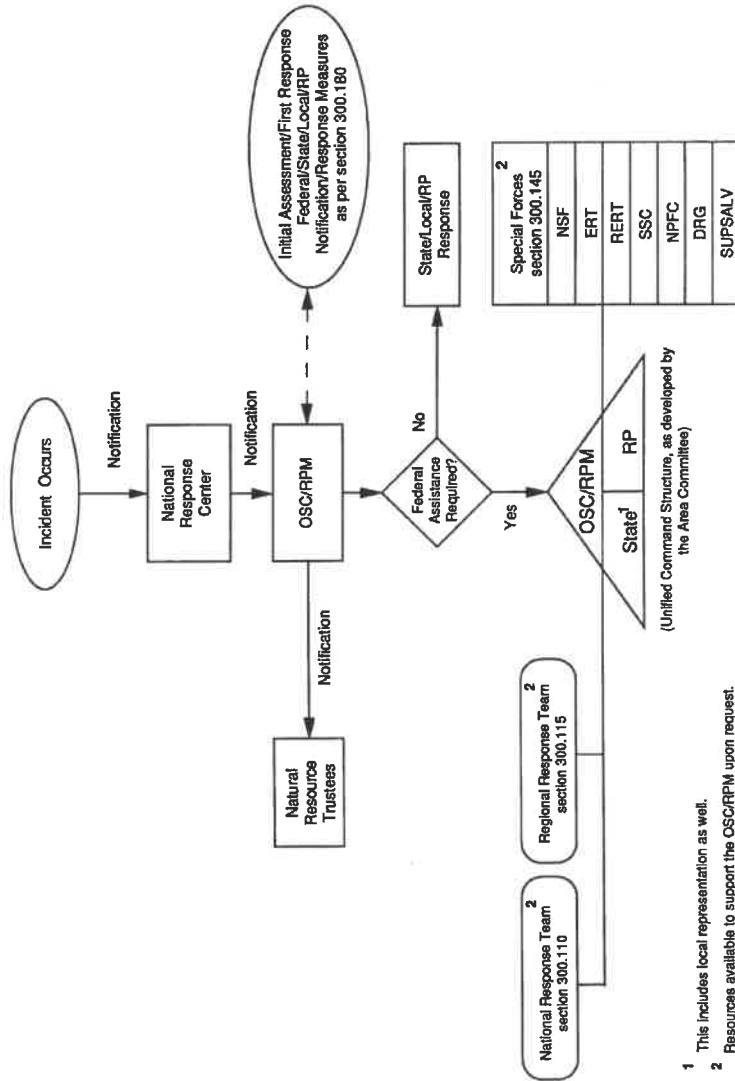 Incident Occurs
Notification
National
Response
Center
Notification
Initial Assessment/First Response
Federal/State/Local/RP
Notification/Response Measures
as per section 300.180
OSC/RPM
Notification
Natural
Resource
Trustees
Federal
Assistance
Required?
No
State/Local/RP
Response
Yes
OSC/RPM
State1
RP
(Unified Command Structure, as developed by
the Area Committee)
National Response Team 2
section 300.110
Regional Response Team 2
section 300.115
Special Forces 2
section 300.145
NSF
ERT
RERT
SSC
NPFC
DRG
SUPSALV
1 This includes local representation as well.
2 Resources available to support the OSC/RPM upon request.